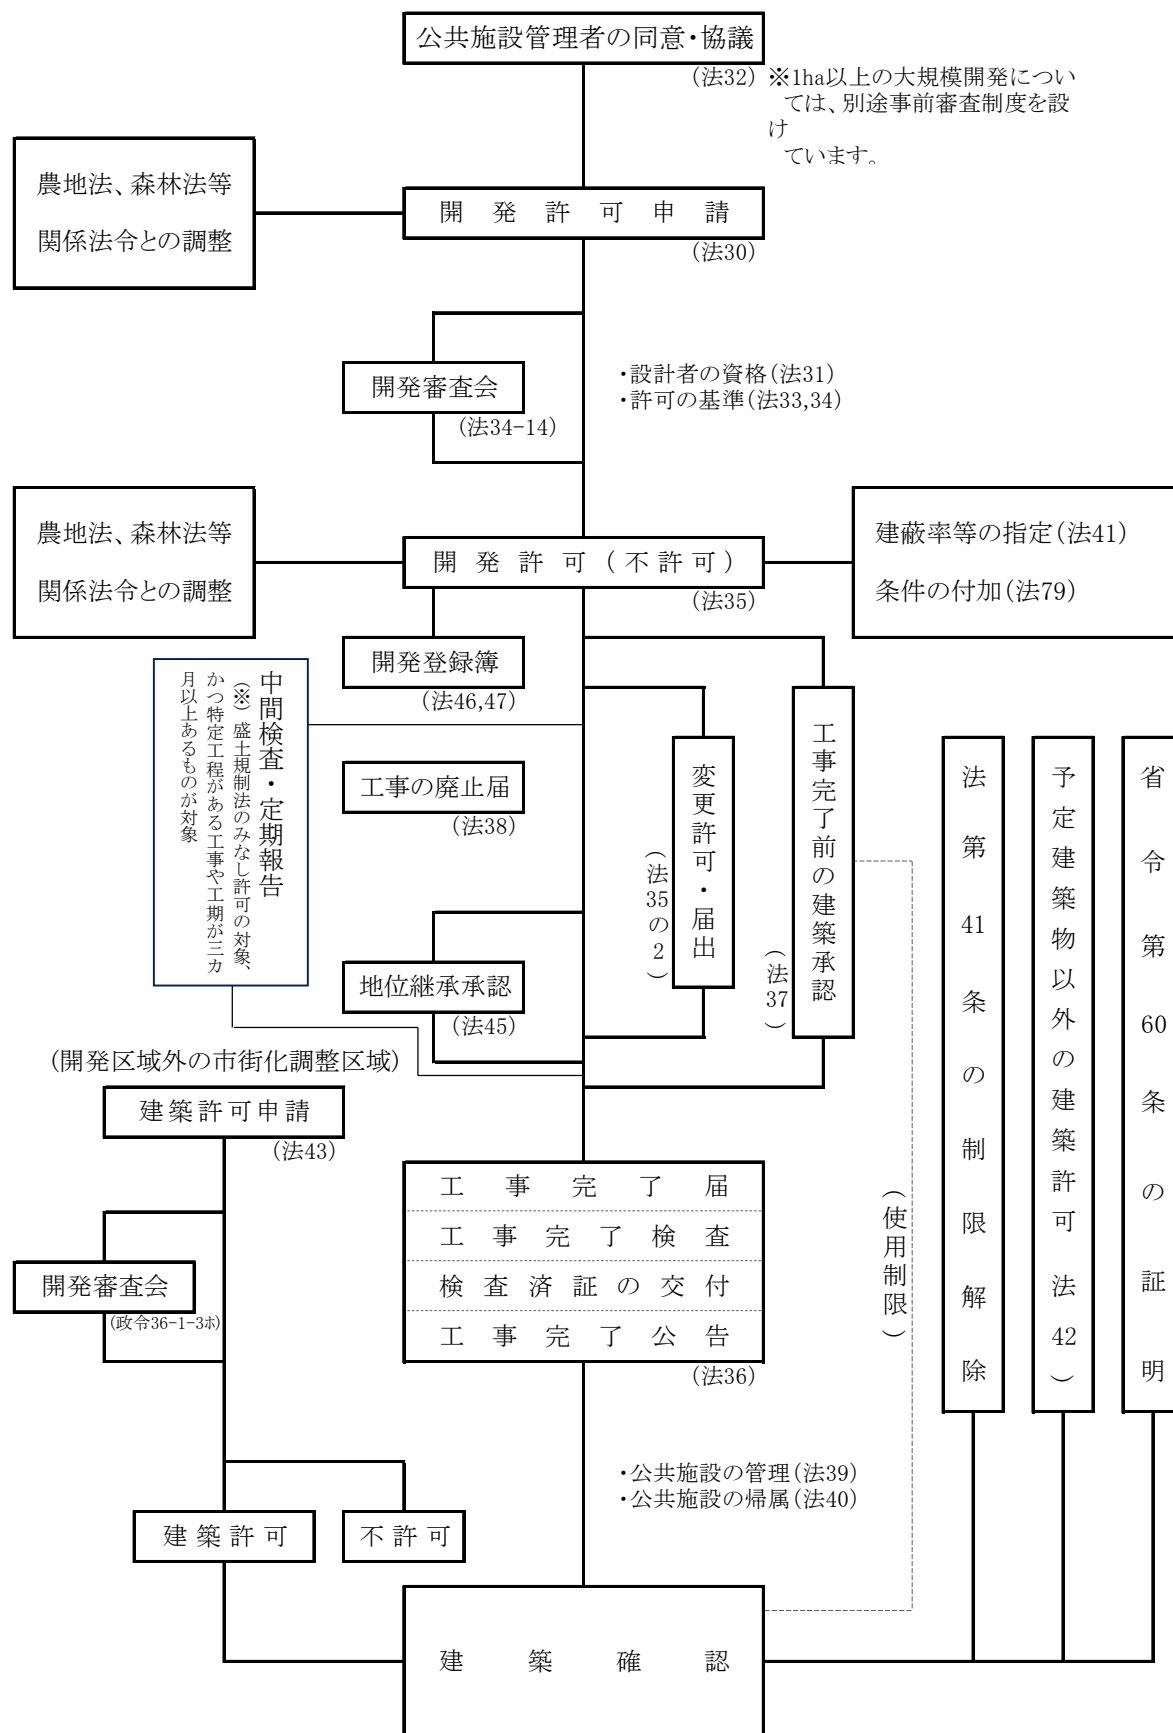 公共施設管理者の同意・協議
(法32)
※1ha以上の大規模開発につい
ては、別途事前審査制度を設
け
ています。
農地法、森林法等
関係法令との調整
開発許可申請
(法30)
開発審査会
(法34-14)
・設計者の資格(法31)
・許可の基準(法33,34)
農地法、森林法等
関係法令との調整
開発許可(不許可)
(法35)
建蔽率等の指定(法41)
条件の付加(法79)
開発登録簿
(法46,47)
中間検査・定期報告
(※)盛土規制法のみなし許可の対象、
かつ特定工程がある工事や工期が三カ
月以上あるものが対象
工事の廃止届
(法38)
変更許可・届出
(法35の2)
工事完了前の建築承認
(法37)
地位継承承認
(法45)
法第41条の制限解除
予定建築物以外の建築許可 法42)
省令第60条の証明
(開発区域外の市街化調整区域)
建築許可申請
(法43)
工事完了届
工事完了検査
検査済証の交付
工事完了公告
(法36)
(使用制限)
開発審査会
(政令36-1-3ホ)
・公共施設の管理(法39)
・公共施設の帰属(法40)
建築許可
不許可
建築確認